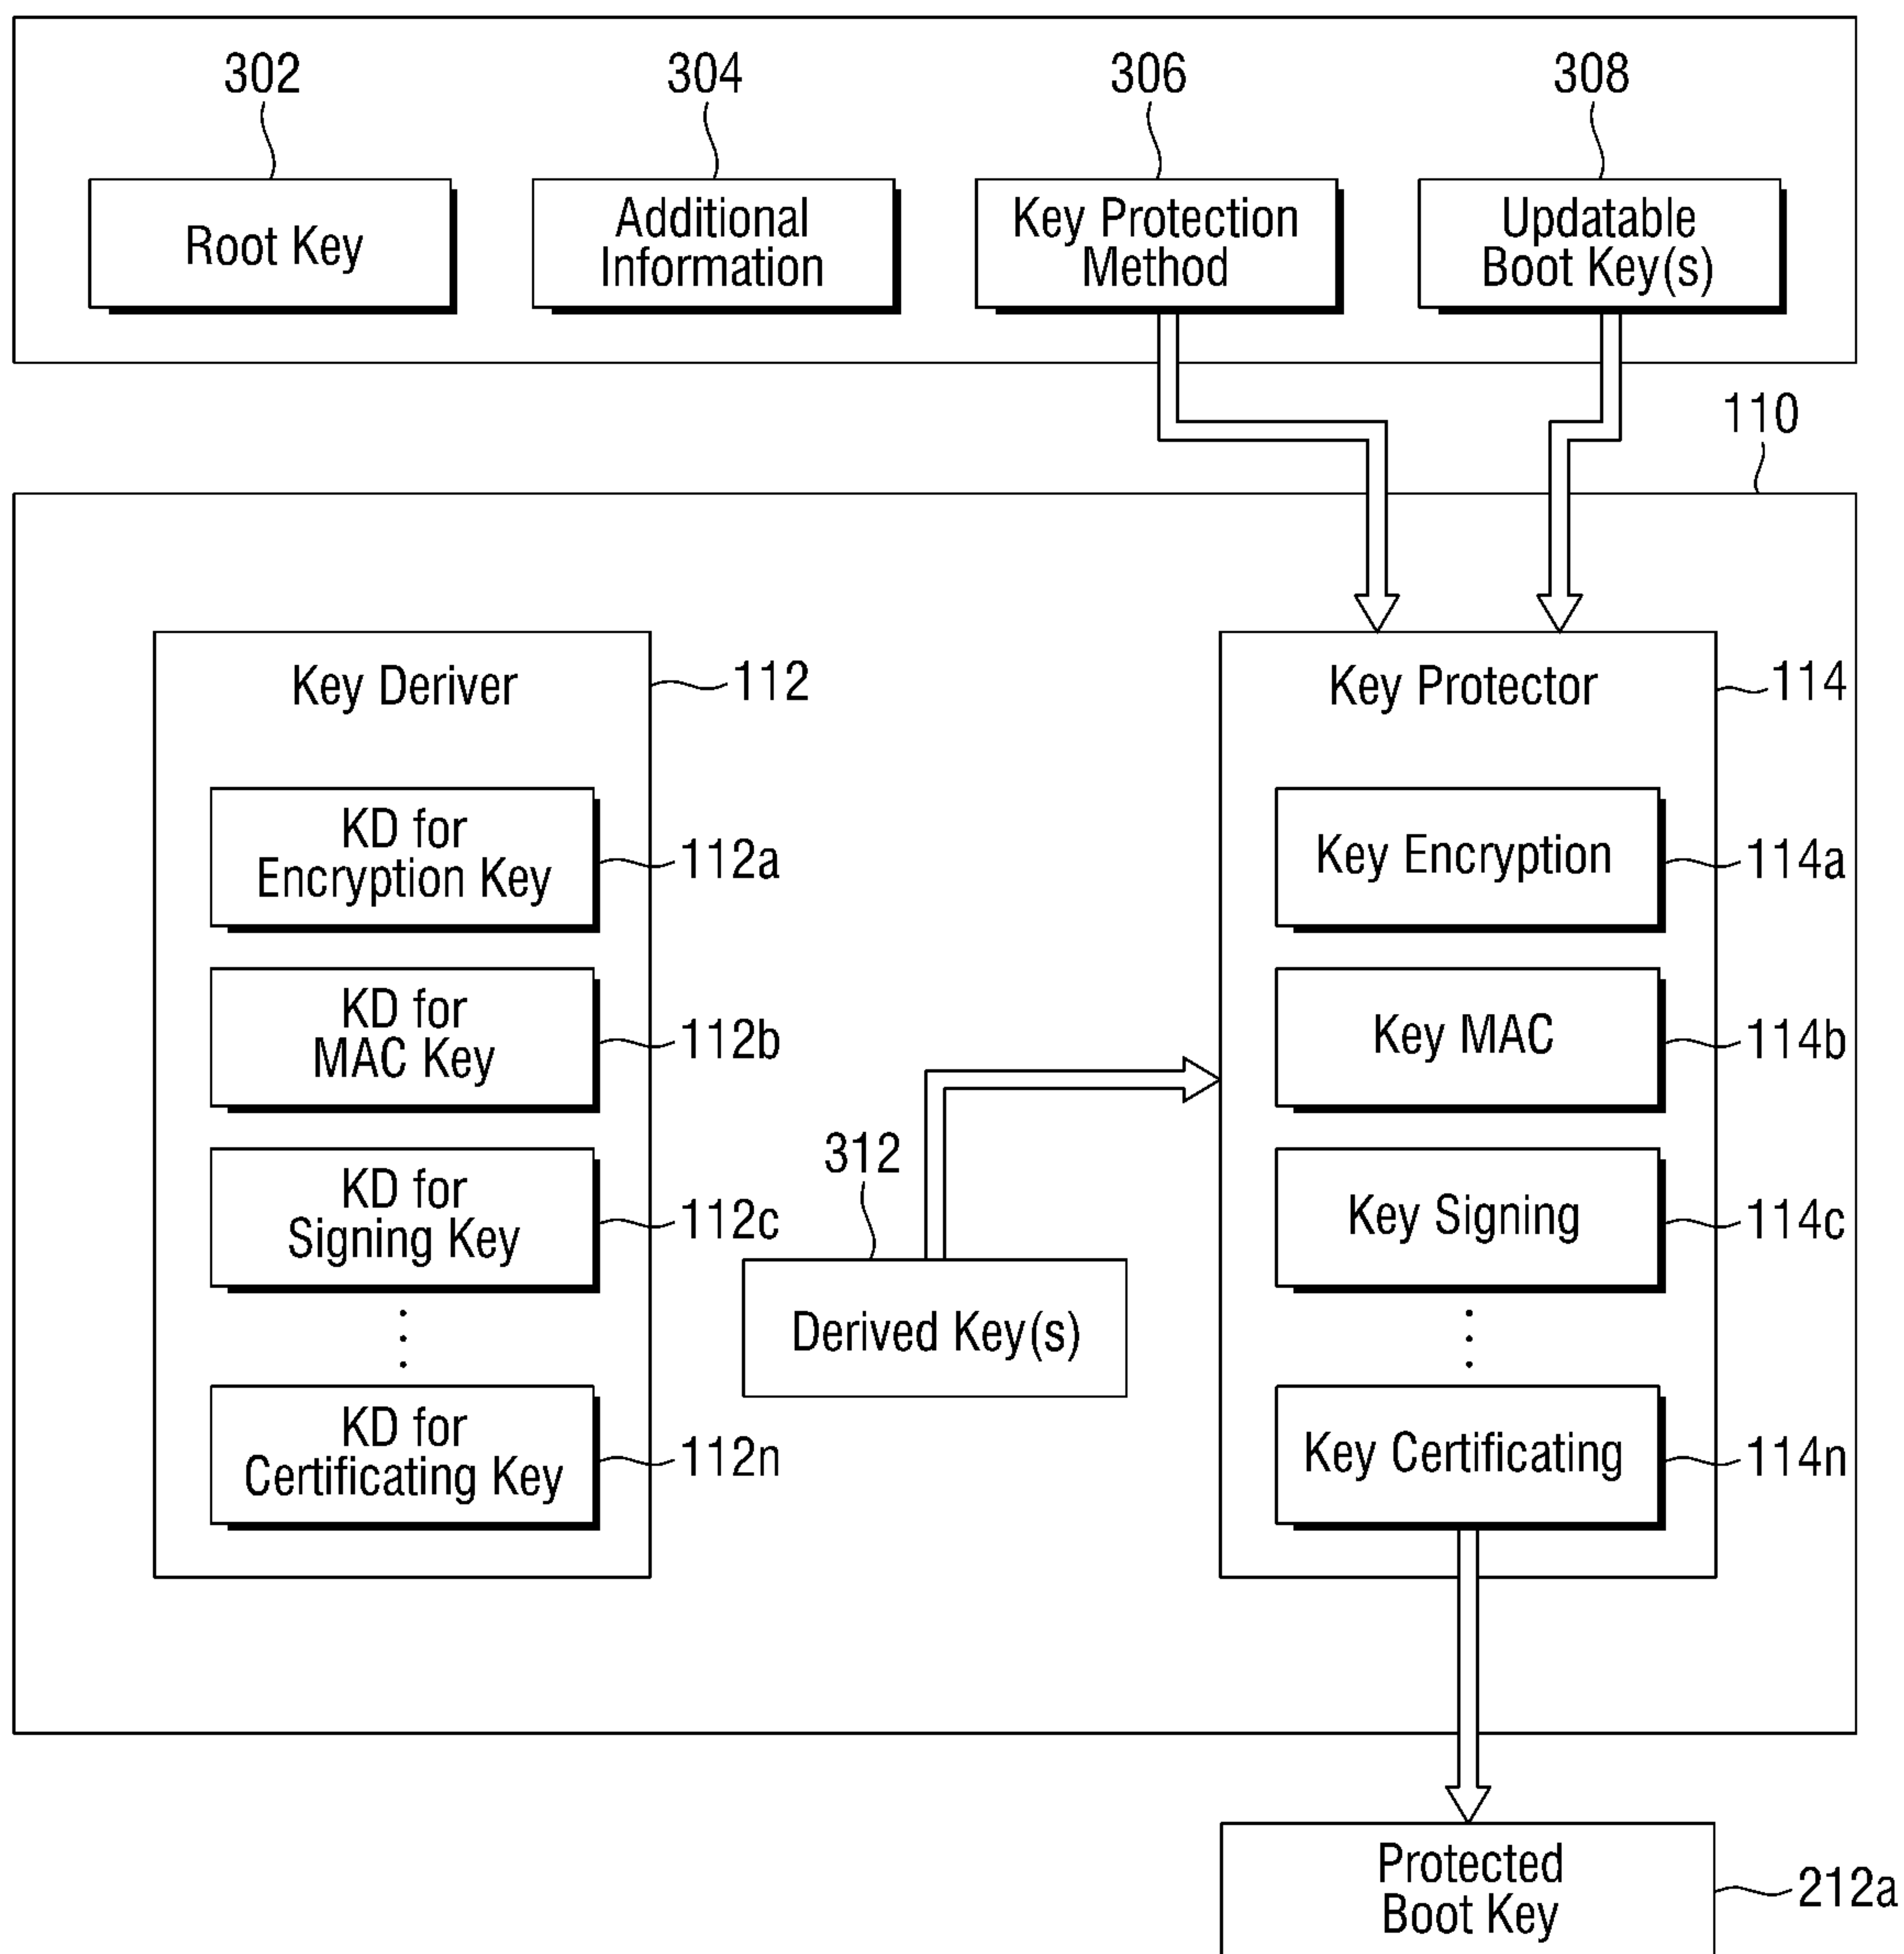 302
304
306
308
Root Key
Additional
Information
Key Protection
Method
Updatable
Boot Key(s)
110
Key Deriver
112
KD for
Encryption Key
112a
KD for
MAC Key
112b
KD for
Signing Key
112c
⋮
KD for
Certificating Key
112n
312
Derived Key(s)
Key Protector
114
Key Encryption
114a
Key MAC
114b
Key Signing
114c
⋮
Key Certificating
114n
Protected
Boot Key
212a